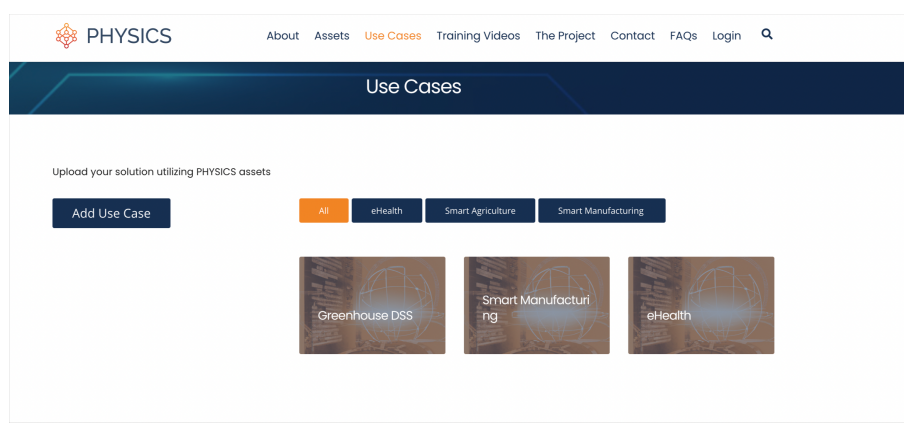 PHYSICS
About Assets Use Cases Training Videos The Project Contact FAQs Login
Use Cases
Upload your solution utilizing PHYSICS assets
Add Use Case
All eHealth Smart Agriculture Smart Manufacturing
Greenhouse DSS
Smart Manufacturi
ng
eHealth